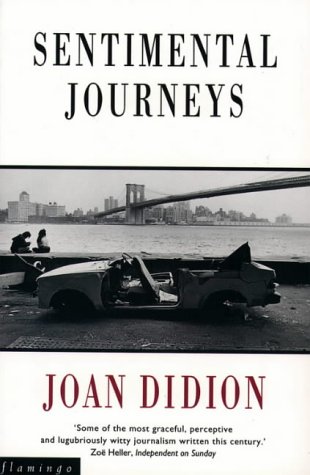 SENTIMENTAL
JOURNEYS
JOAN DIDION
‘Some of the most graceful, perceptive
and lugubriously witty journalism written this century.’
Zoë Heller, Independent on Sunday
flamingo